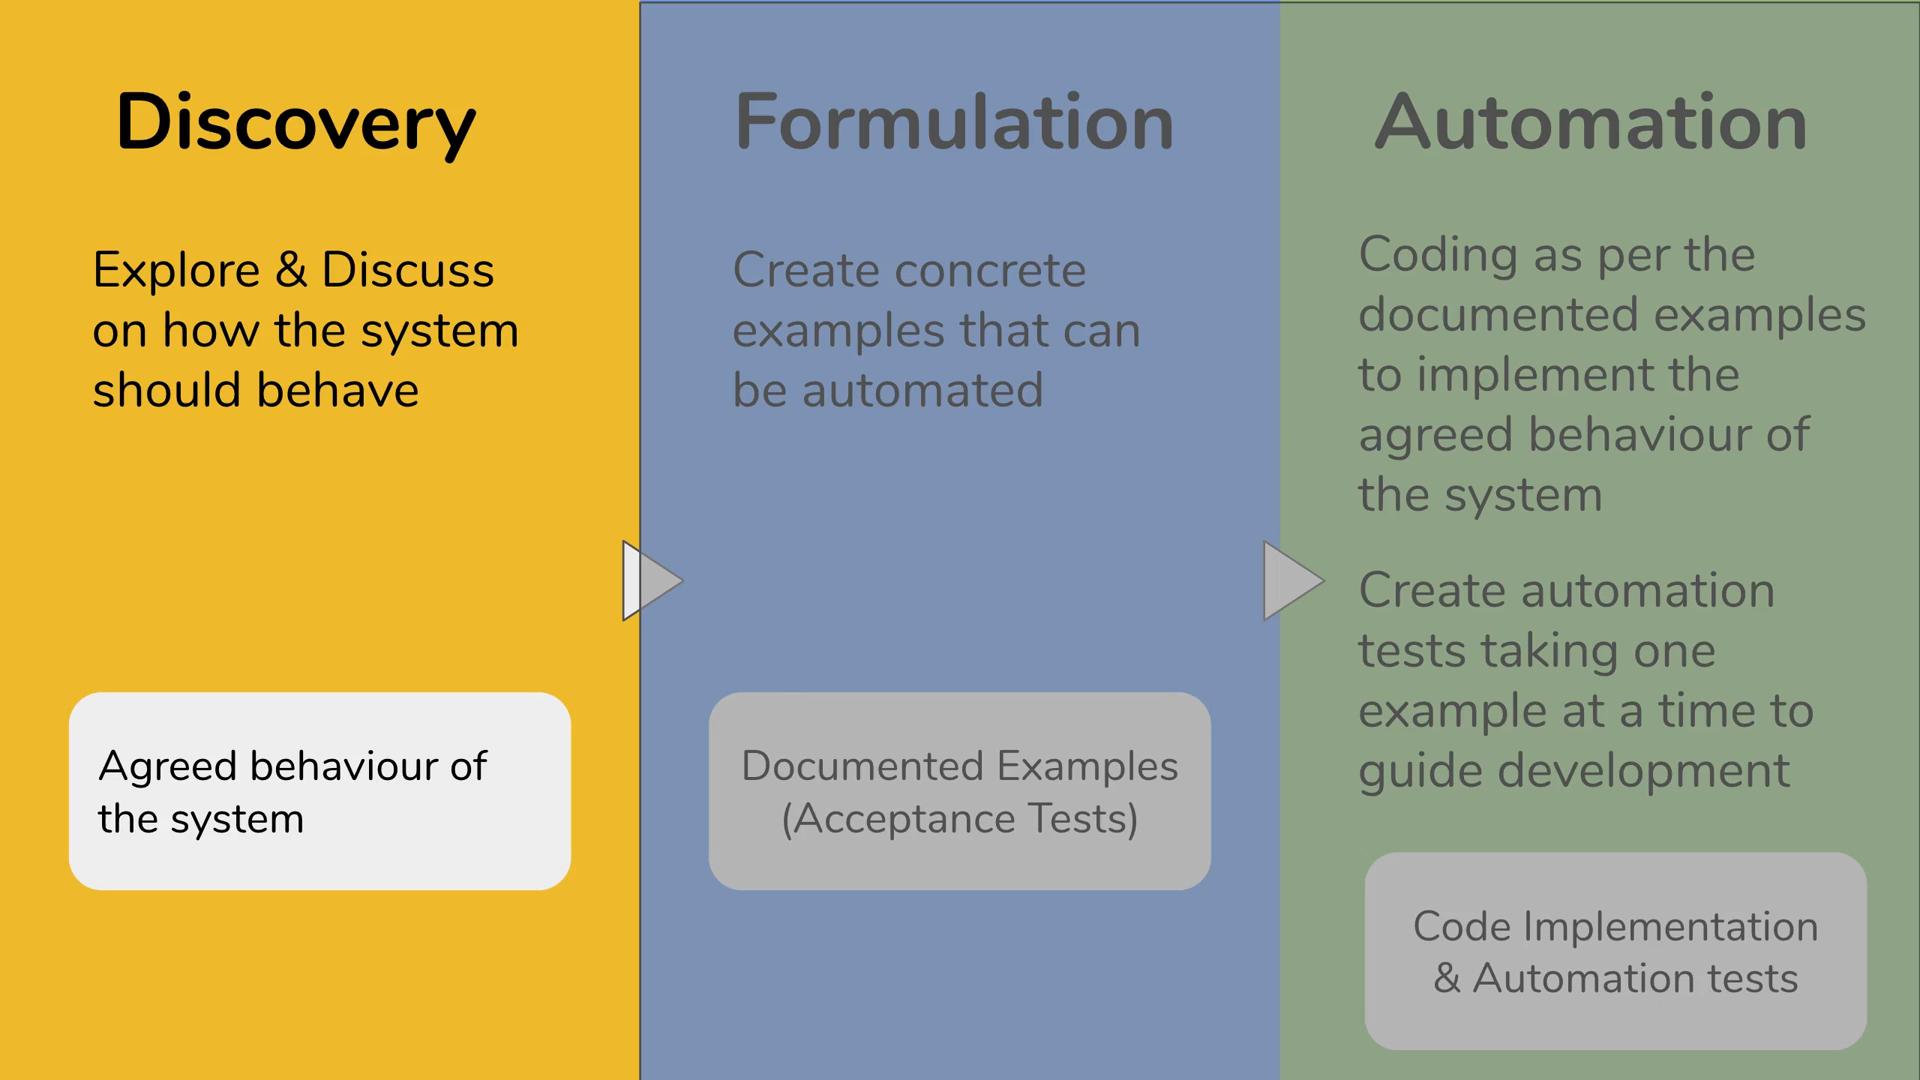 Discovery
Explore & Discuss
on how the system
should behave
Agreed behaviour of
the system
Formulation
Create concrete
examples that can
be automated
Documented Examples
(Acceptance Tests)
Automation
Coding as per the
documented examples
to implement the
agreed behaviour of
the system
Create automation
tests taking one
example at a time to
guide development
Code Implementation
& Automation tests